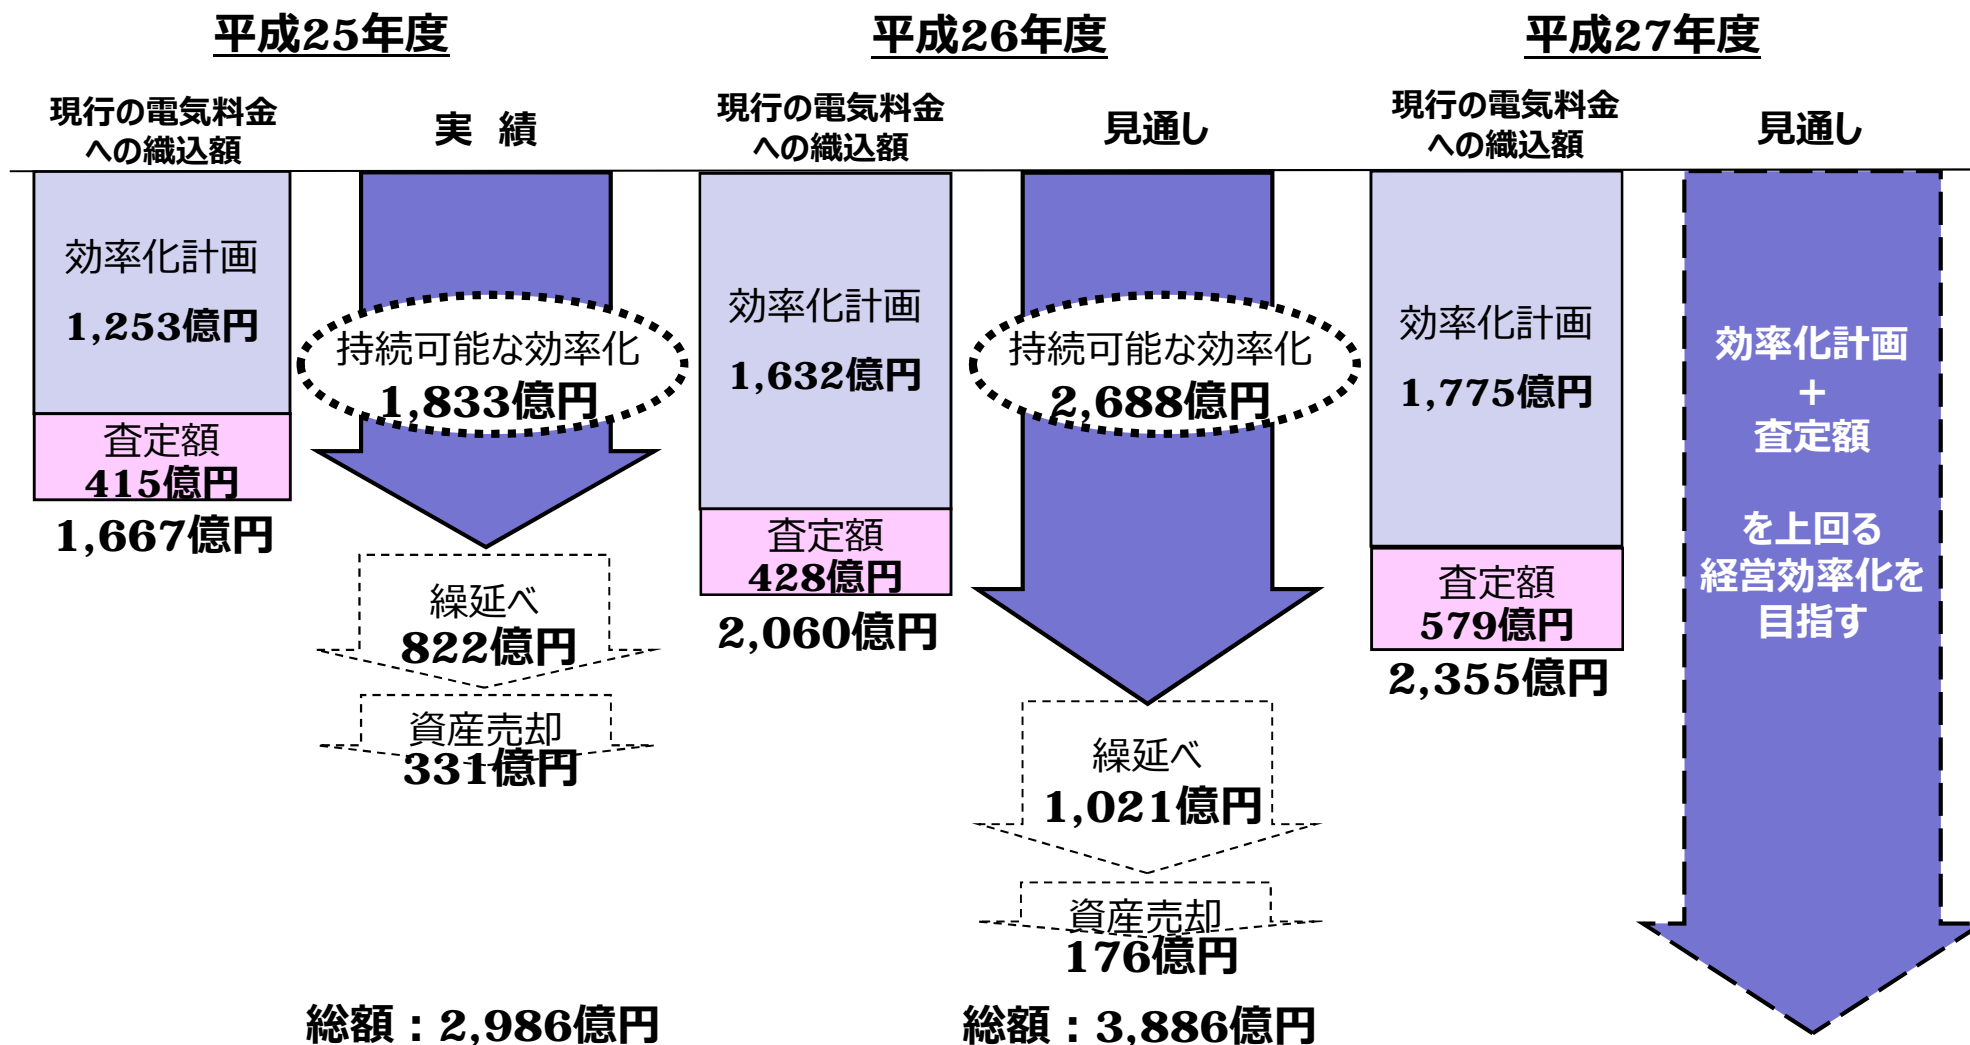 平成25年度
現行の電気料金
への織込額
実 績
効率化計画
1,253億円
査定額
415億円
1,667億円
持続可能な効率化
1,833億円
繰延べ
822億円
資産売却
331億円
総額：2,986億円
平成26年度
現行の電気料金
への織込額
見通し
効率化計画
1,632億円
査定額
428億円
2,060億円
持続可能な効率化
2,688億円
繰延べ
1,021億円
資産売却
176億円
総額：3,886億円
平成27年度
現行の電気料金
への織込額
見通し
効率化計画
1,775億円
査定額
579億円
2,355億円
効率化計画
＋
査定額
を上回る
経営効率化を
目指す